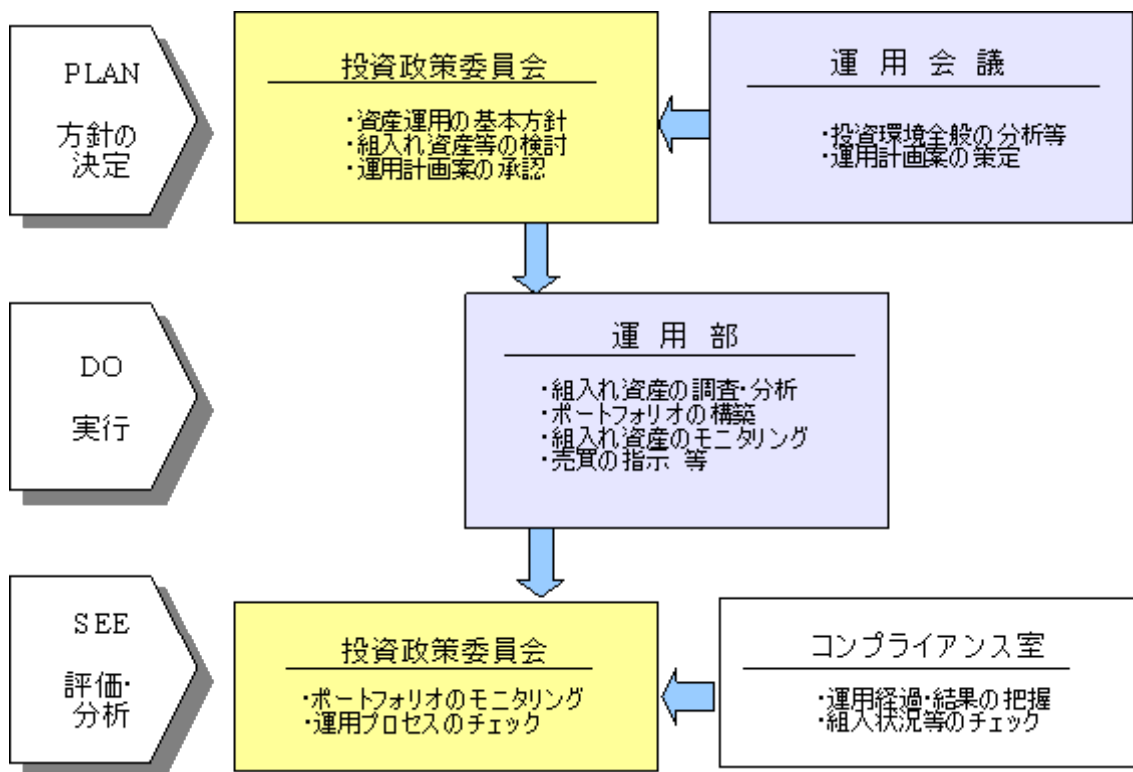 PLAN
方針の
決定
投資政策委員会
・資産運用の基本方針
・組入れ資産等の検討
・運用計画案の承認
運用会議
・投資環境全般の分析等
・運用計画案の策定
DO
実行
運用部
・組入れ資産の調査・分析
・ポートフォリオの構築
・組入れ資産のモニタリング
・売買の指示 等
SEE
評価・
分析
投資政策委員会
・ポートフォリオのモニタリング
・運用プロセスのチェック
コンプライアンス室
・運用経過・結果の把握
・組入状況等のチェック